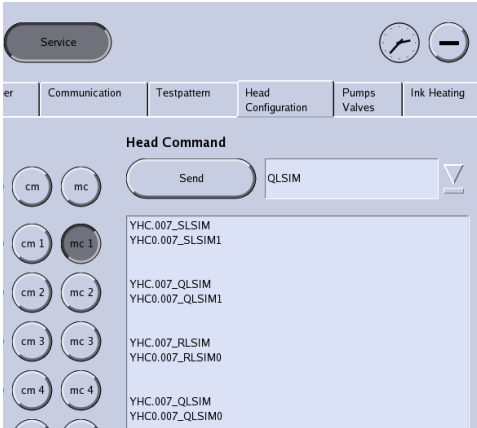 Service
er
Communication
Testpattern
Head
Configuration
Pumps
Valves
Ink Heating
Head Command
cm
mc
Send
QLSIM
cm 1
mc 1
cm 2
mc 2
cm 3
mc 3
cm 4
mc 4
YHC.007_SLSIM
YHC0.007_SLSIM1
YHC.007_QLSIM
YHC0.007_QLSIM1
YHC.007_RLSIM
YHC0.007_RLSIM0
YHC.007_QLSIM
YHC0.007_QLSIM0